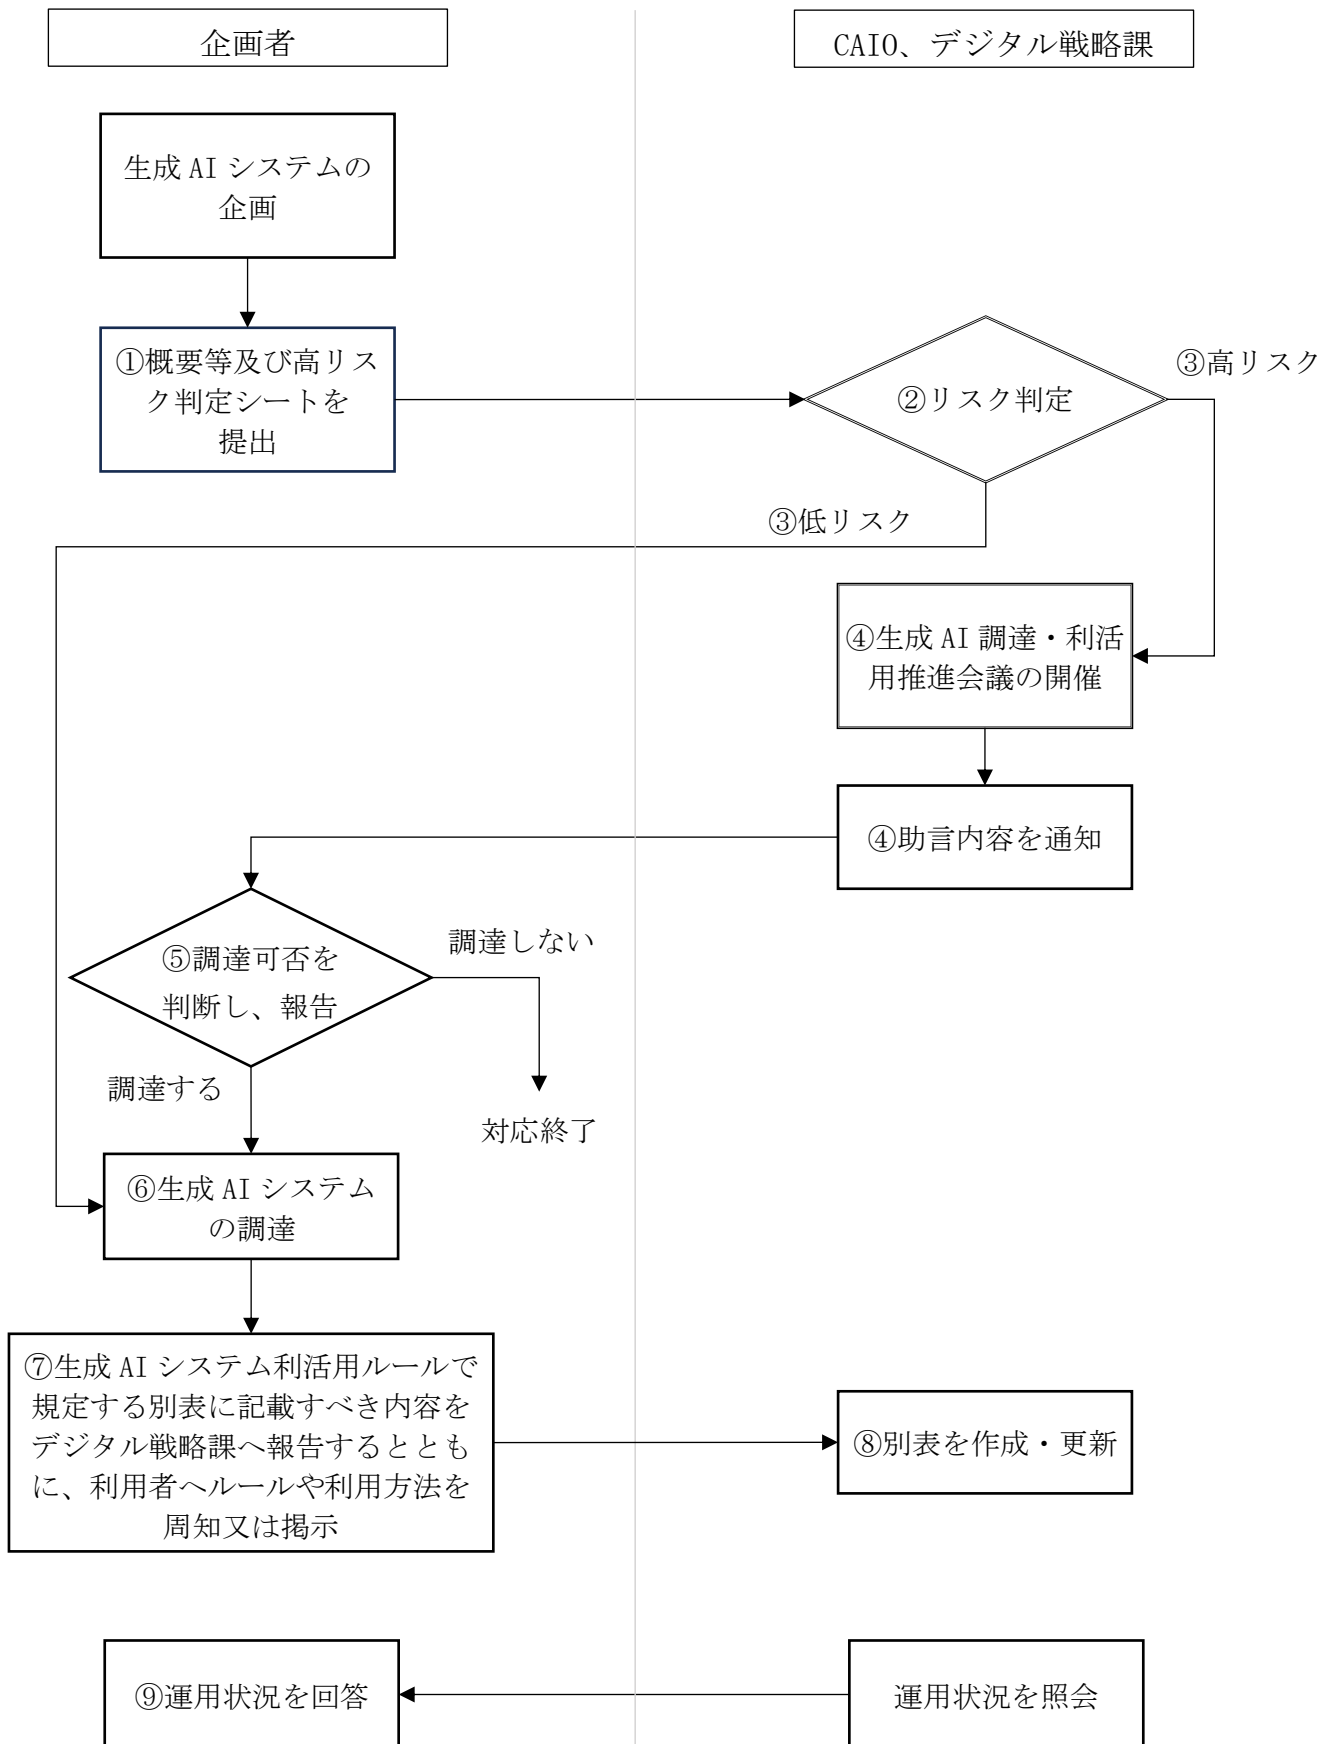 企画者
CAIO、デジタル戦略課
生成 AI システムの
企画
①概要等及び高リス
ク判定シートを
提出
②リスク判定
③高リスク
③低リスク
④生成 AI 調達・利活
用推進会議の開催
④助言内容を通知
⑤調達可否を
判断し、報告
調達しない
対応終了
調達する
⑥生成 AI システム
の調達
⑦生成 AI システム利活用ルールで
規定する別表に記載すべき内容を
デジタル戦略課へ報告するととも
に、利用者へルールや利用方法を
周知又は掲示
⑧別表を作成・更新
⑨運用状況を回答
運用状況を照会